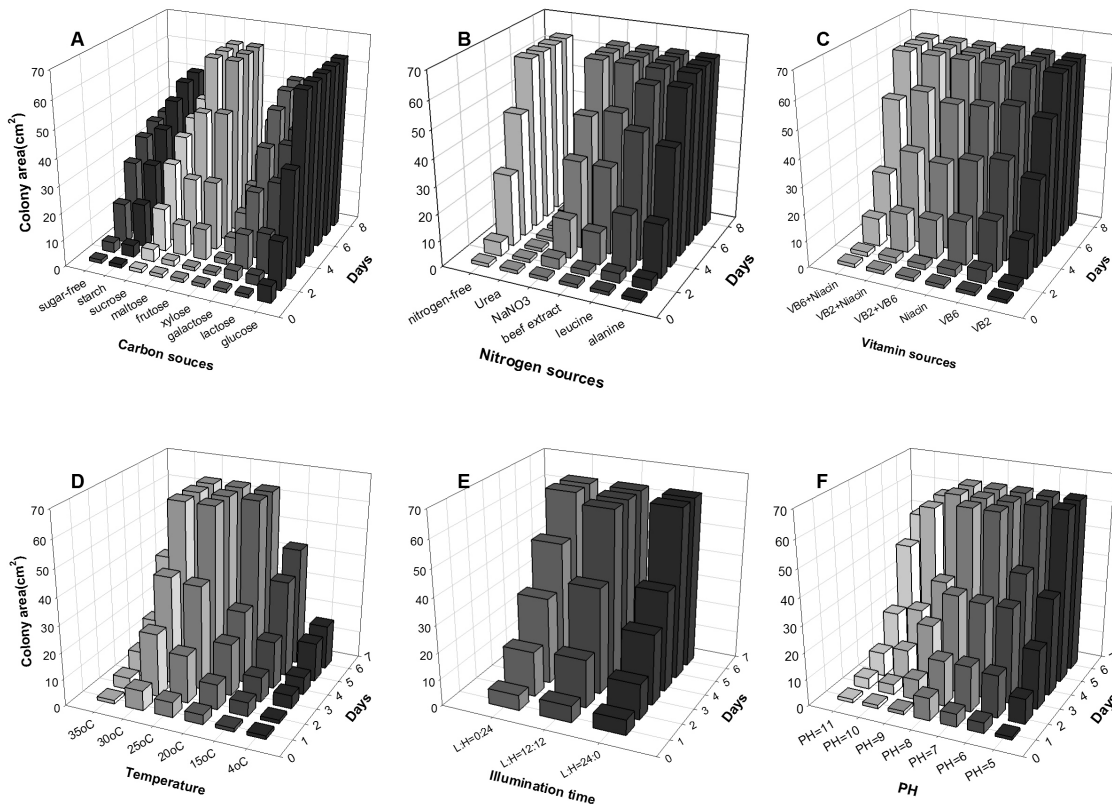 A
Colony area(cm2)
70
60
50
40
30
20
10
0
sugar-free
starch
sucrose
maltose
frutose
xylose
galactose
lactose
glucose
Carbon souces
0
2
4
6
8
Days
B
70
60
50
40
30
20
10
0
nitrogen-free
Urea
NaNO3
beef extract
leucine
alanine
Nitrogen sources
0
2
4
6
8
Days
C
70
60
50
40
30
20
10
0
VB6+Niacin
VB2+Niacin
VB2+VB6
Niacin
VB6
VB2
Vitamin sources
0
2
4
6
8
Days
D
Colony area(cm2)
70
60
50
40
30
20
10
0
35oC
30oC
25oC
20oC
15oC
4oC
Temperature
0
1
2
3
4
5
6
7
Days
E
70
60
50
40
30
20
10
0
L:H=0:24
L:H=12:12
L:H=24:0
Illumination time
0
1
2
3
4
5
6
7
Days
F
70
60
50
40
30
20
10
0
PH=11
PH=10
PH=9
PH=8
PH=7
PH=6
PH=5
PH
0
1
2
3
4
5
6
7
Days